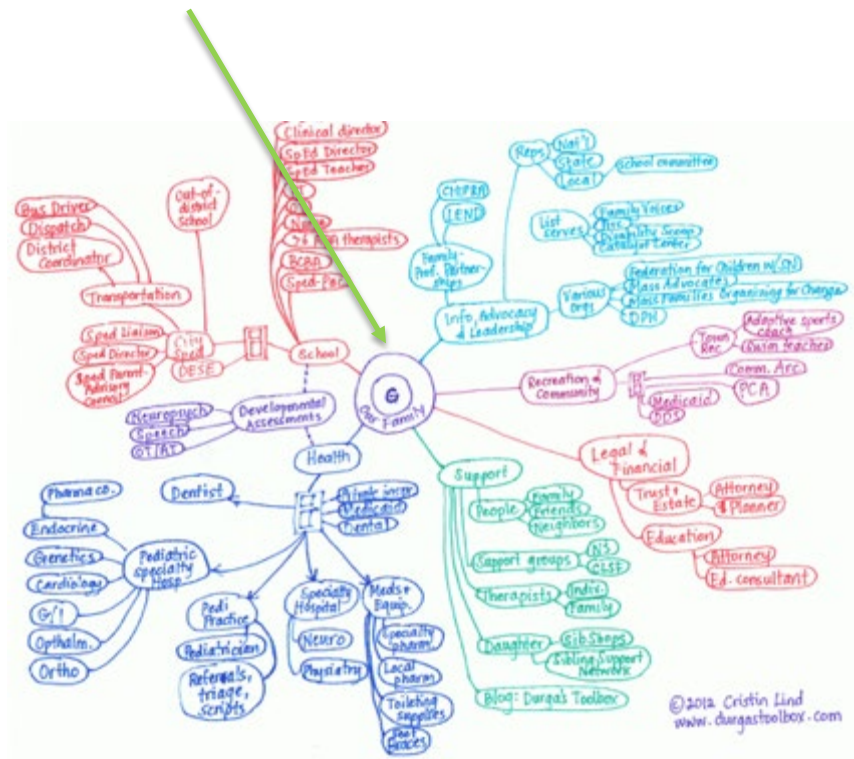 Clinical director
SpEd Director
SpEd Teacher
Nurse
therapists
BCBA
Sped-Pac
School
Out-of-
district
School
Bus Driver
Dispatch
District
Coordinator
Transportation
Sped Liaison
Sped Director
Sped Parent
Advisory
Council
City
Sped
DESE
Neuropsych
Speech
OT/AT
Developmental
Assessments
G
Our Family
Reps
Nat'l
State
Local
School committee
LEND
Family-
Prof. Partner-
ships
List
serves
Family Voices
Arc
Disability Scoop
Catalyst Center
Info, Advocacy
& Leadership
Various
orgs
Federation for Children w/SN
Mass Advocates
Mass Families Organizing for Change
DPH
Recreation &
Community
Town
Rec
Adaptive sports
coach
Swim teacher
Comm. Arc
PCA
Medicaid
DDS
Legal &
Financial
Trust &
Estate
Attorney
$ Planner
Education
Attorney
Ed. consultant
Support
People
Family
Friends
Neighbors
Support groups
NS
Therapists
Indiv.
Family
Daughter
Sib Shops
Sibling Support
Network
Blog: Durga's Toolbox
Health
Dentist
Private insur
Medicaid
Dental
Pharmaco.
Endocrine
Genetics
Cardiology
G/I
Opthalm.
Ortho
Pediatric
Specialty
Hosp
Pedi
Practice
Pediatrician
Referrals,
triage,
scripts
Specialty
Hospital
Neuro
Physiatry
Meds &
Equip.
Specialty
pharm
Local
pharm
Toileting
supplies
Foot
Braces
©2012 Cristin Lind
www.durgastoolbox.com